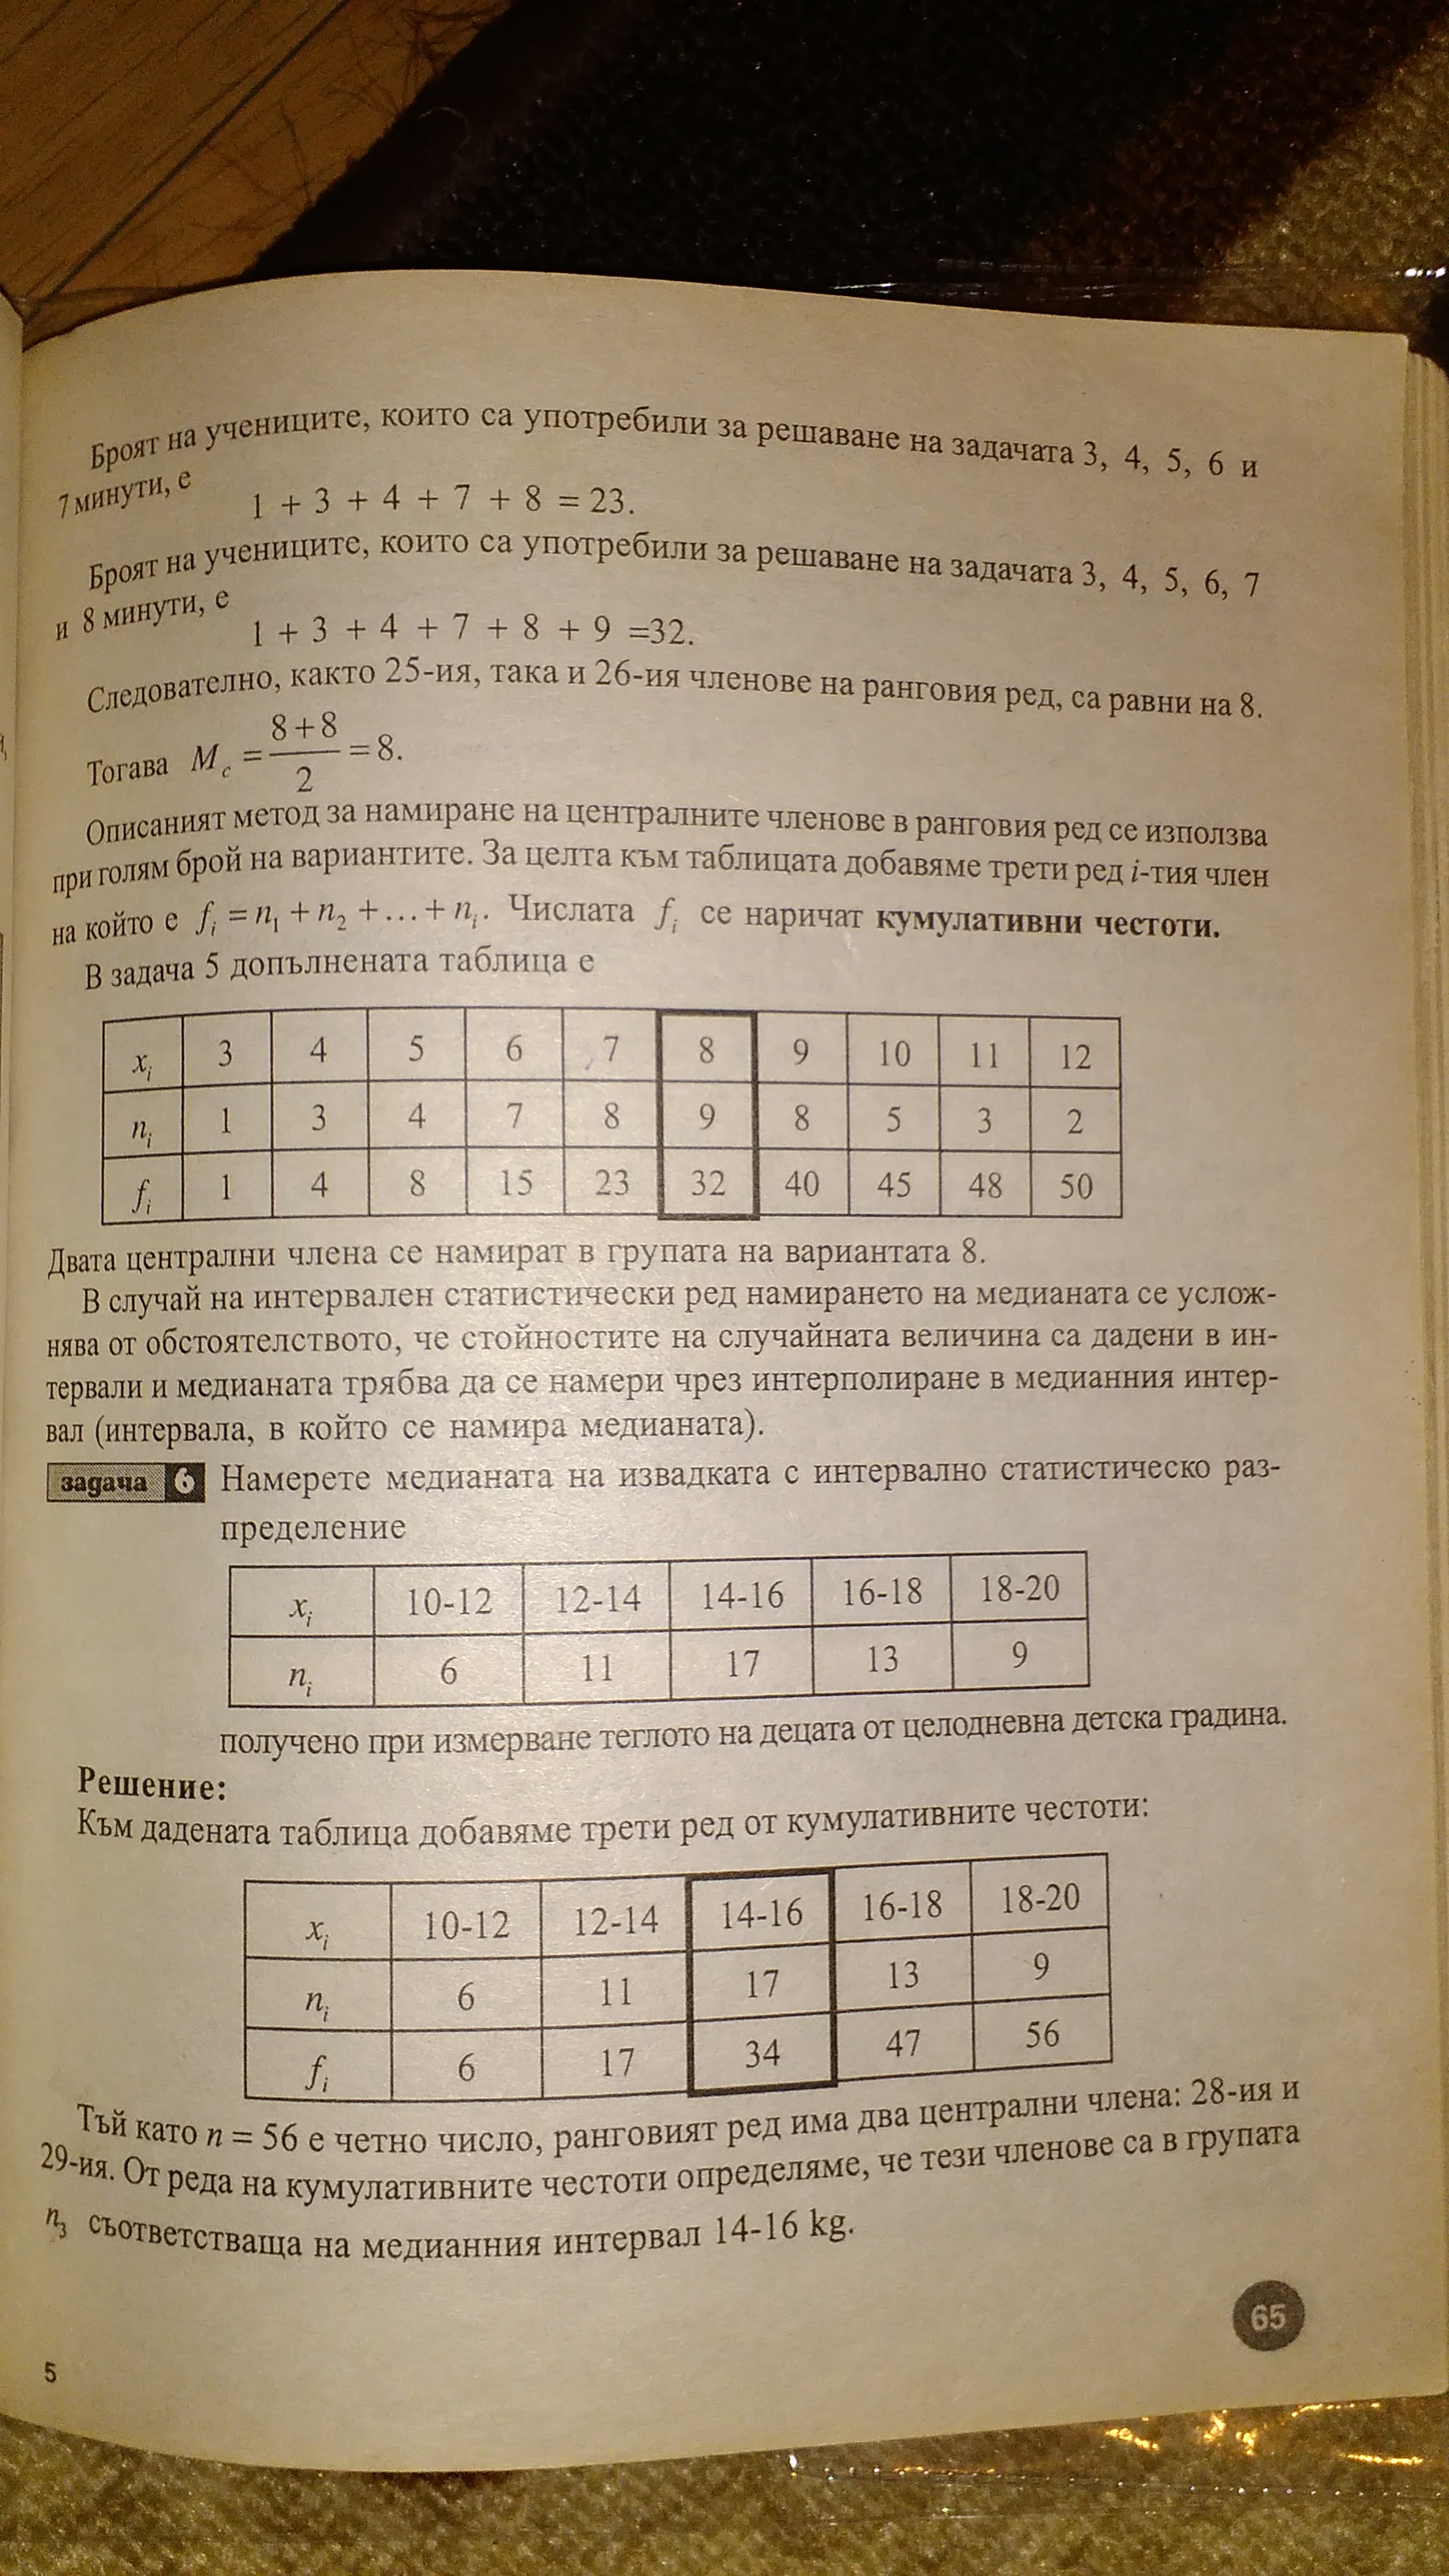 Броят на учениците, които са употребили за решаване на задачата 3, 4, 5, 6 и
7 минути, е
1 + 3 + 4 + 7 + 8 = 23.
Броят на учениците, които са употребили за решаване на задачата 3, 4, 5, 6, 7
и 8 минути, е
1 + 3 + 4 + 7 + 8 + 9 =32.
Следователно, както 25-ия, така и 26-ия членове на ранговия ред, са равни на 8.
Тогава M_c = (8+8)/2 = 8.
Описаният метод за намиране на централните членове в ранговия ред се използва
при голям брой на вариантите. За целта към таблицата добавяме трети ред i-тия член
на който е f_i = n_1 + n_2 + ... + n_i. Числата f_i се наричат кумулативни честоти.
В задача 5 допълнената таблица е
x_i 3 4 5 6 7 8 9 10 11 12
n_i 1 3 4 7 8 9 8 5 3 2
f_i 1 4 8 15 23 32 40 45 48 50
Двата централни члена се намират в групата на вариантата 8.
В случай на интервален статистически ред намирането на медианата се услож-
нява от обстоятелството, че стойностите на случайната величина са дадени в ин-
тервали и медианата трябва да се намери чрез интерполиране в медианния интер-
вал (интервала, в който се намира медианата).
задача 6 Намерете медианата на извадката с интервално статистическо раз-
пределение
x_i 10-12 12-14 14-16 16-18 18-20
n_i 6 11 17 13 9
получено при измерване теглото на децата от целодневна детска градина.
Решение:
Към дадената таблица добавяме трети ред от кумулативните честоти:
x_i 10-12 12-14 14-16 16-18 18-20
n_i 6 11 17 13 9
f_i 6 17 34 47 56
Тъй като n = 56 е четно число, ранговият ред има два централни члена: 28-ия и
29-ия. От реда на кумулативните честоти определяме, че тези членове са в групата
n_3 съответстваща на медианния интервал 14-16 kg.
65
5